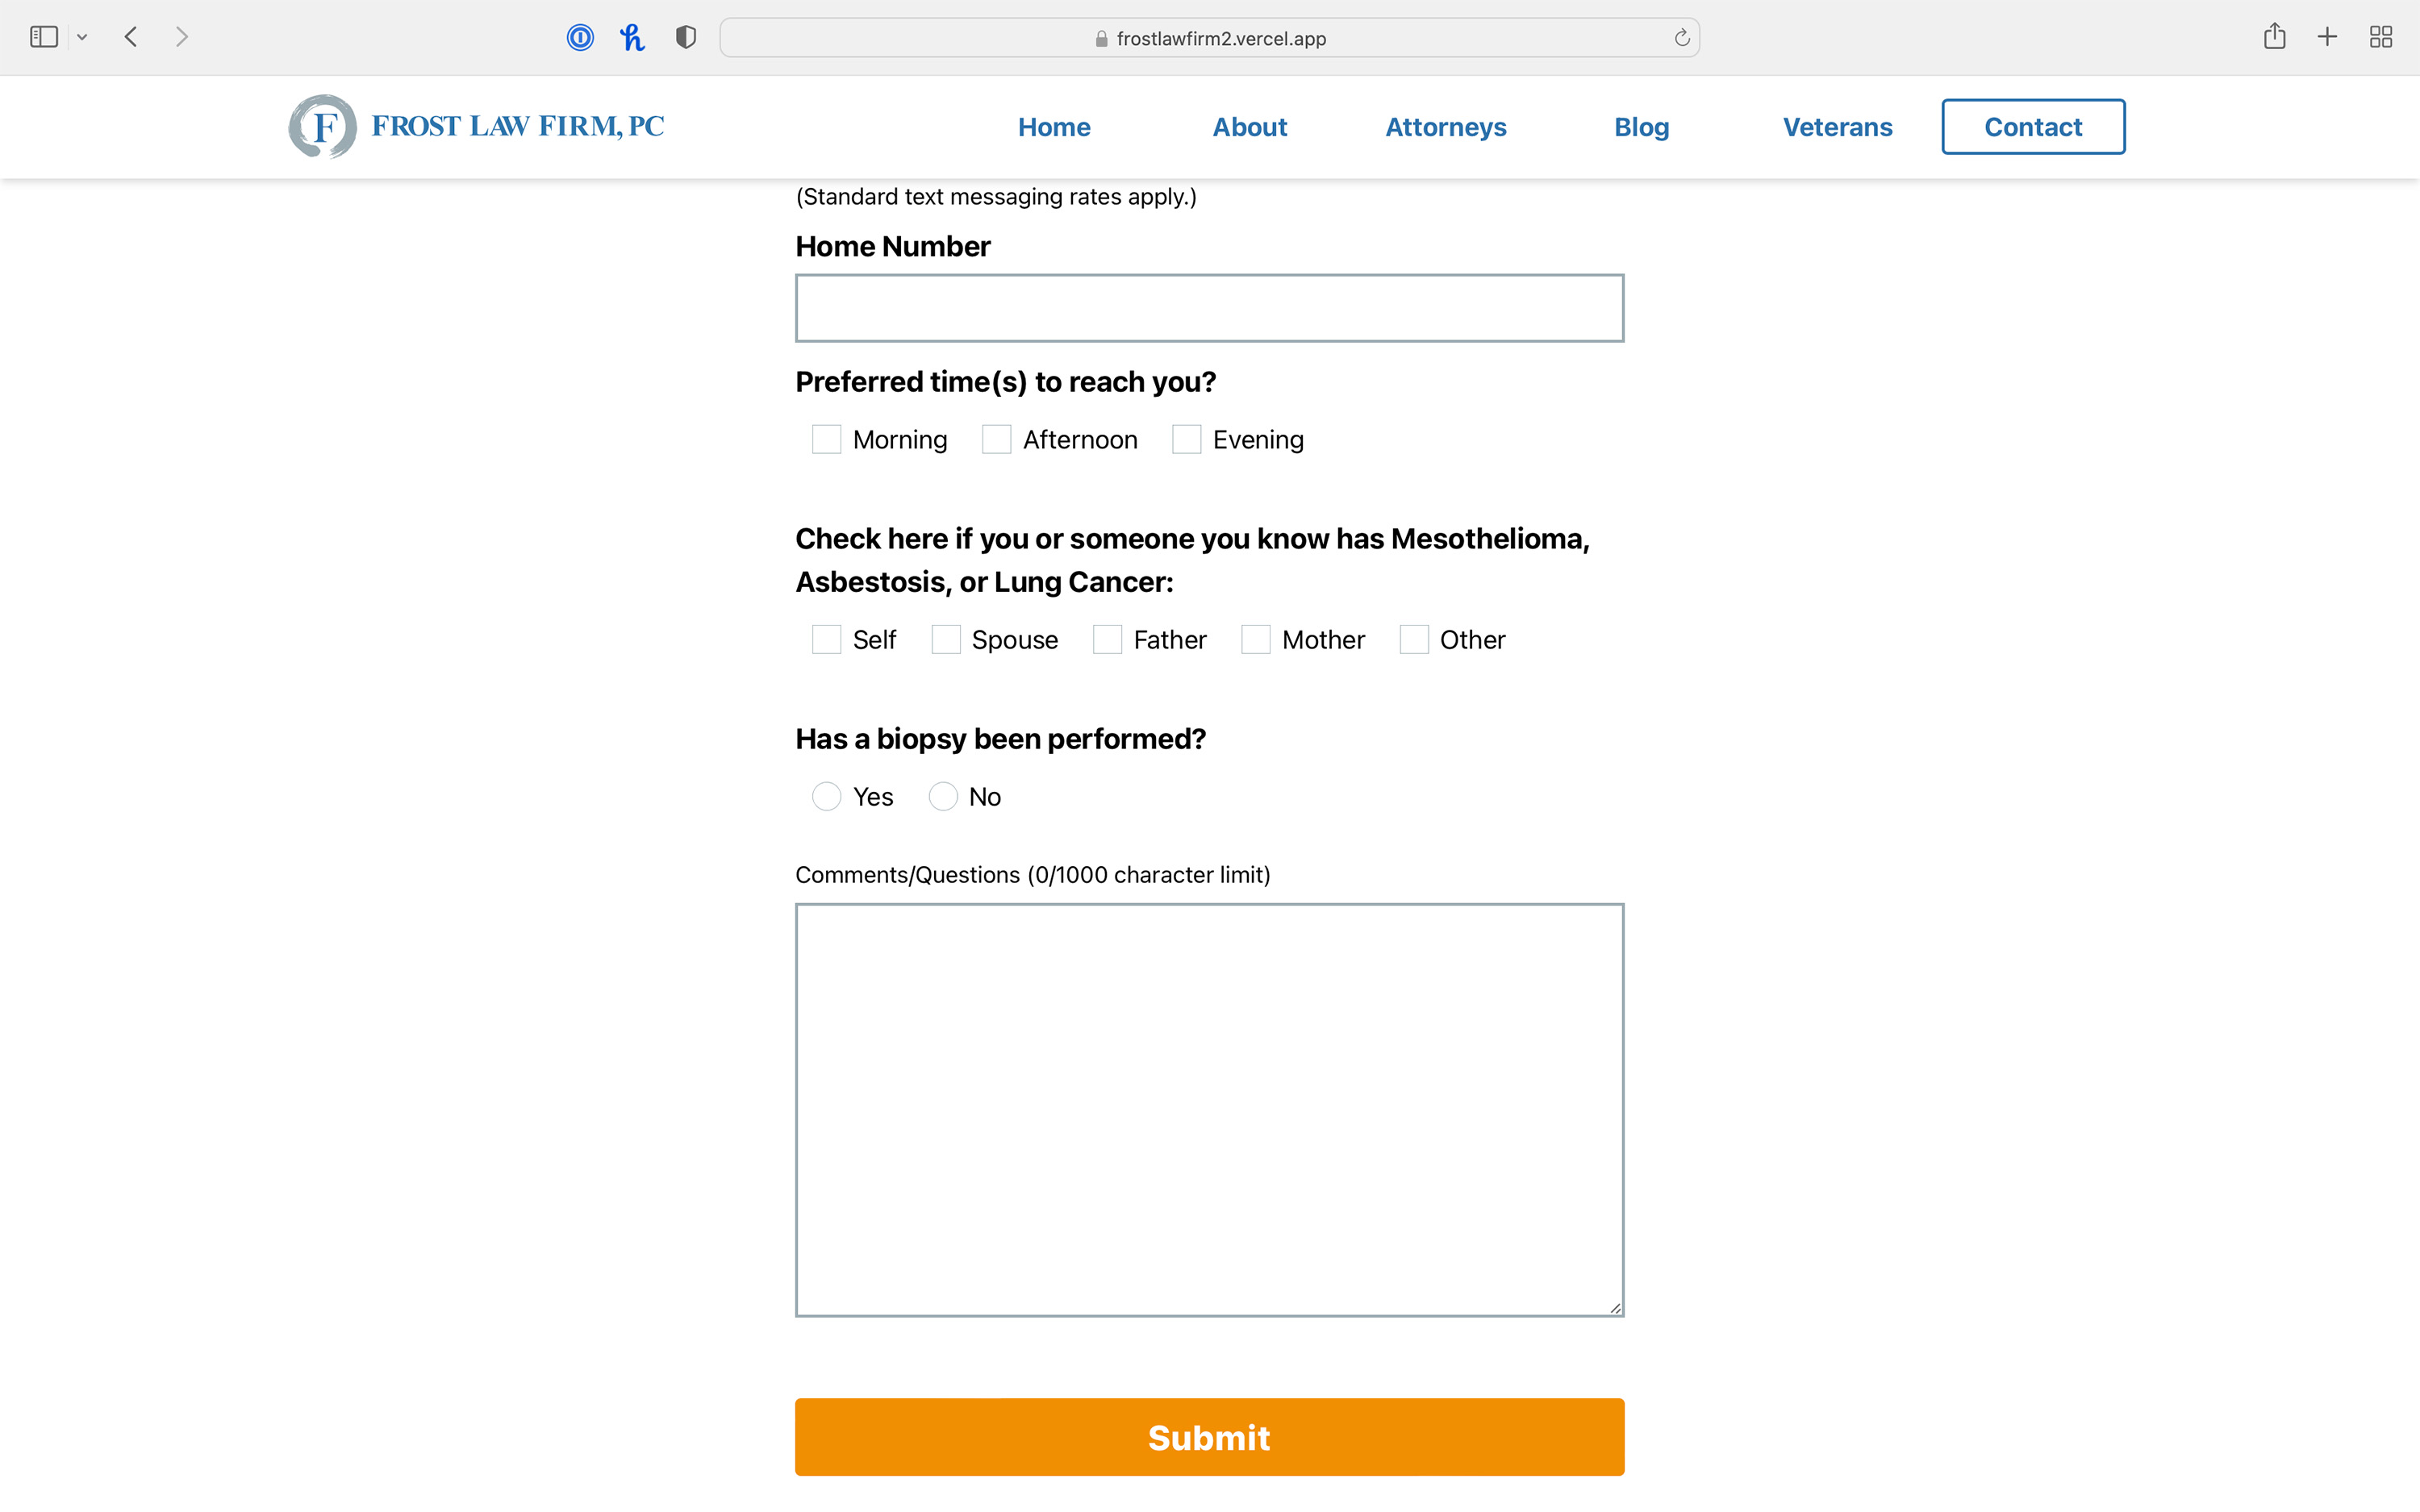 frostlawfirm2.vercel.app
F FROST LAW FIRM, PC
Home About Attorneys Blog Veterans Contact
(Standard text messaging rates apply.)
Home Number
Preferred time(s) to reach you?
Morning Afternoon Evening
Check here if you or someone you know has Mesothelioma,
Asbestosis, or Lung Cancer:
Self Spouse Father Mother Other
Has a biopsy been performed?
Yes No
Comments/Questions (0/1000 character limit)
Submit